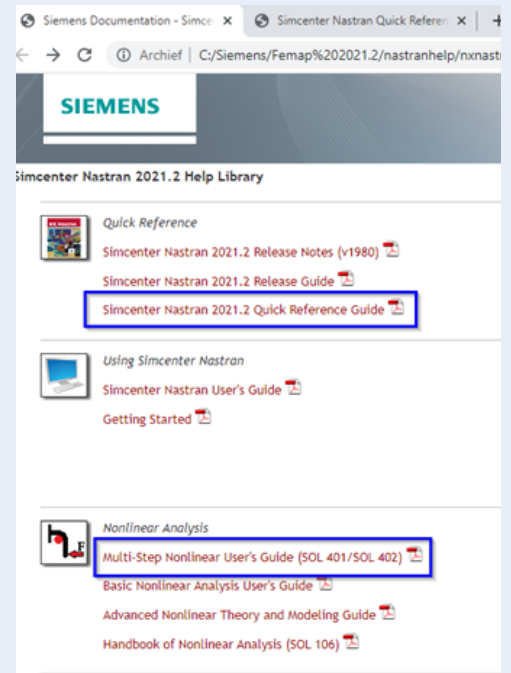 Siemens Documentation - Simce
Simcenter Nastran Quick Referen
Archief | C:/Siemens/Femap%202021.2/nastranhelp/nxnast
SIEMENS
Simcenter Nastran 2021.2 Help Library
Quick Reference
Simcenter Nastran 2021.2 Release Notes (v1980)
Simcenter Nastran 2021.2 Release Guide
Simcenter Nastran 2021.2 Quick Reference Guide
Using Simcenter Nastran
Simcenter Nastran User's Guide
Getting Started
Nonlinear Analysis
Multi-Step Nonlinear User's Guide (SOL 401/SOL 402)
Basic Nonlinear Analysis User's Guide
Advanced Nonlinear Theory and Modeling Guide
Handbook of Nonlinear Analysis (SOL 106)